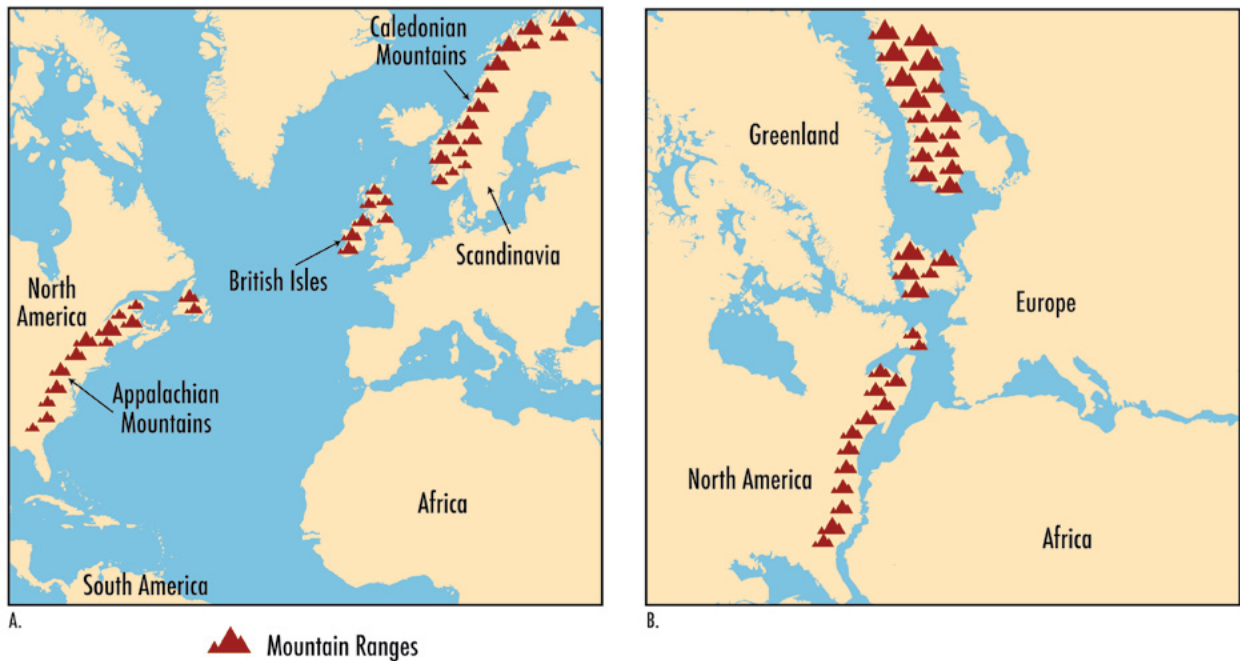 Caledonian
Mountains
British Isles
Scandinavia
North
America
Appalachian
Mountains
Africa
South America
A.
Greenland
Europe
North America
Africa
B.
Mountain Ranges